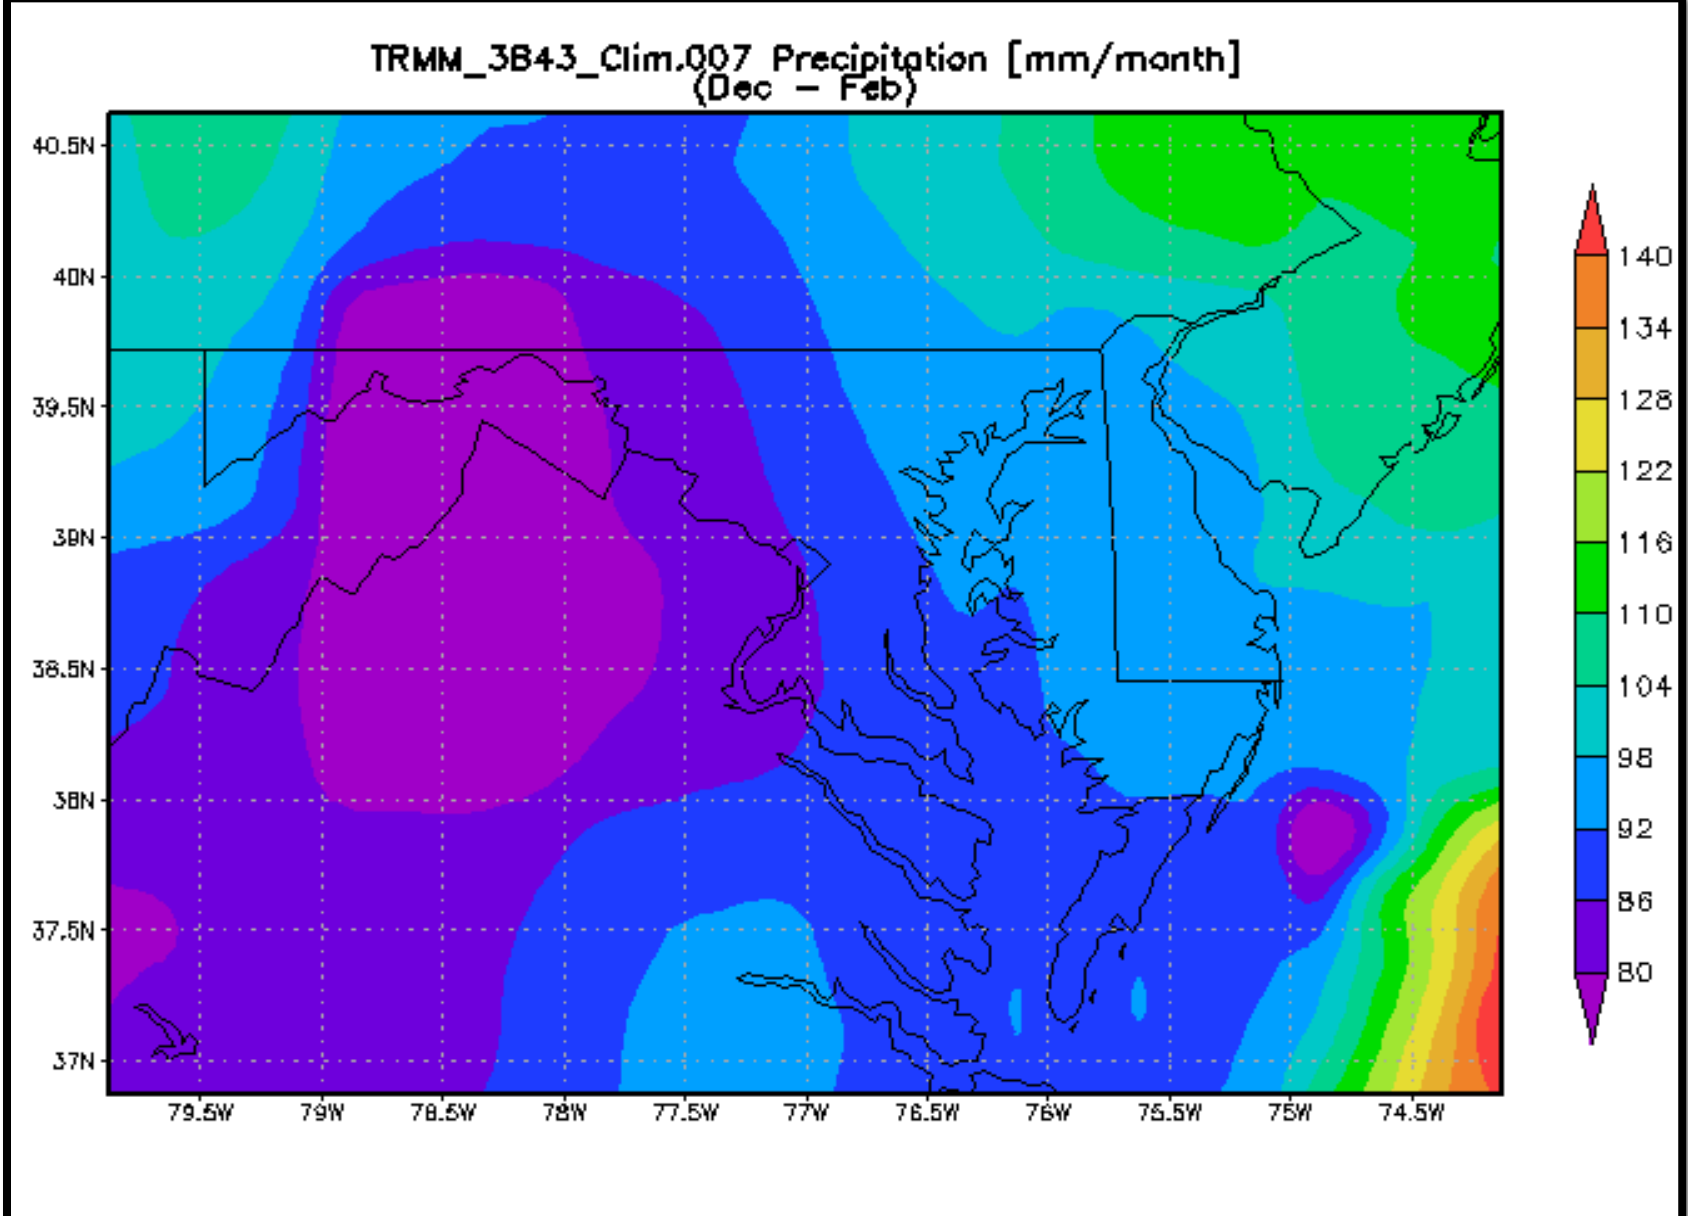 TRMM_3B43_Clim.007 Precipitation [mm/month]
(Dec – Feb)
40.5N
40N
39.5N
39N
38.5N
38N
37.5N
37N
79.5W 79W 78.5W 78W 77.5W 77W 76.5W 76W 75.5W 75W 74.5W
140
134
128
122
116
110
104
98
92
86
80